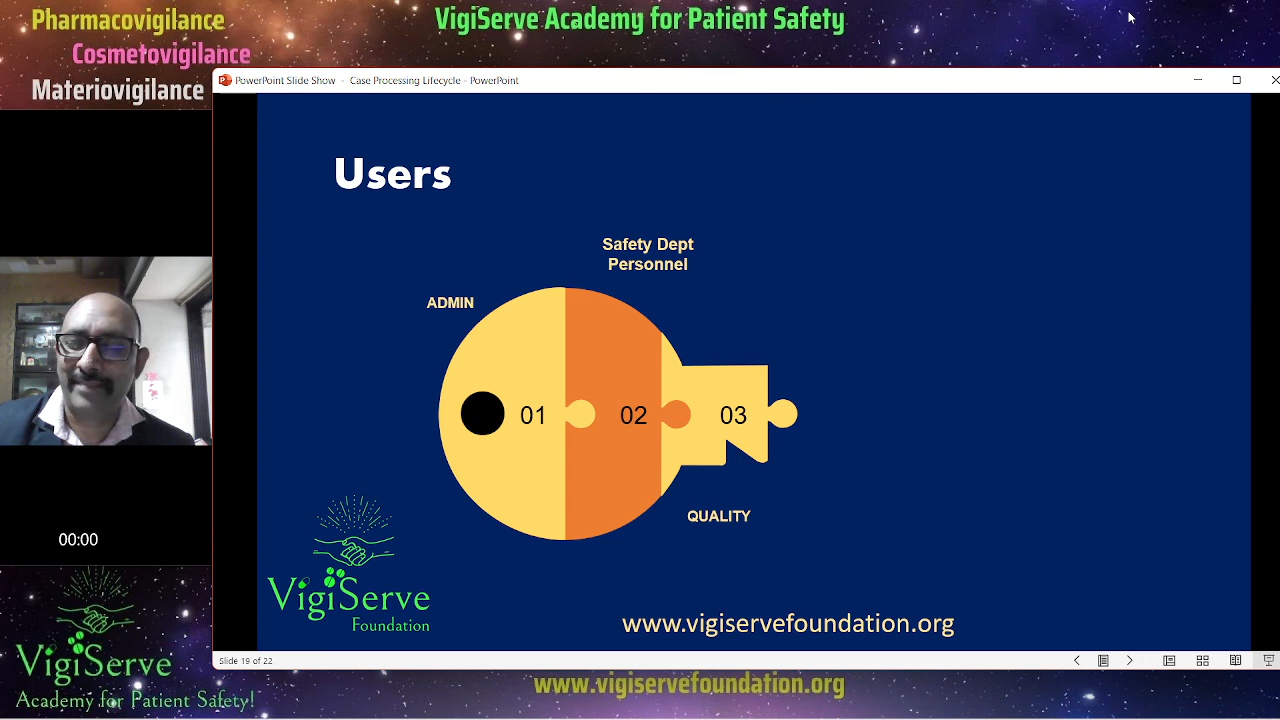 Pharmacovigilance
Cosmetovigilance
Materiovigilance
VigiServe Academy for Patient Safety
PowerPoint Slide Show - Case Processing Lifecycle - PowerPoint
Users
Safety Dept
Personnel
ADMIN
01
02
03
QUALITY
VigiServe
Foundation
www.vigiservefoundation.org
00:00
Slide 19 of 22
VigiServe
Academy for Patient Safety!
www.vigiservefoundation.org